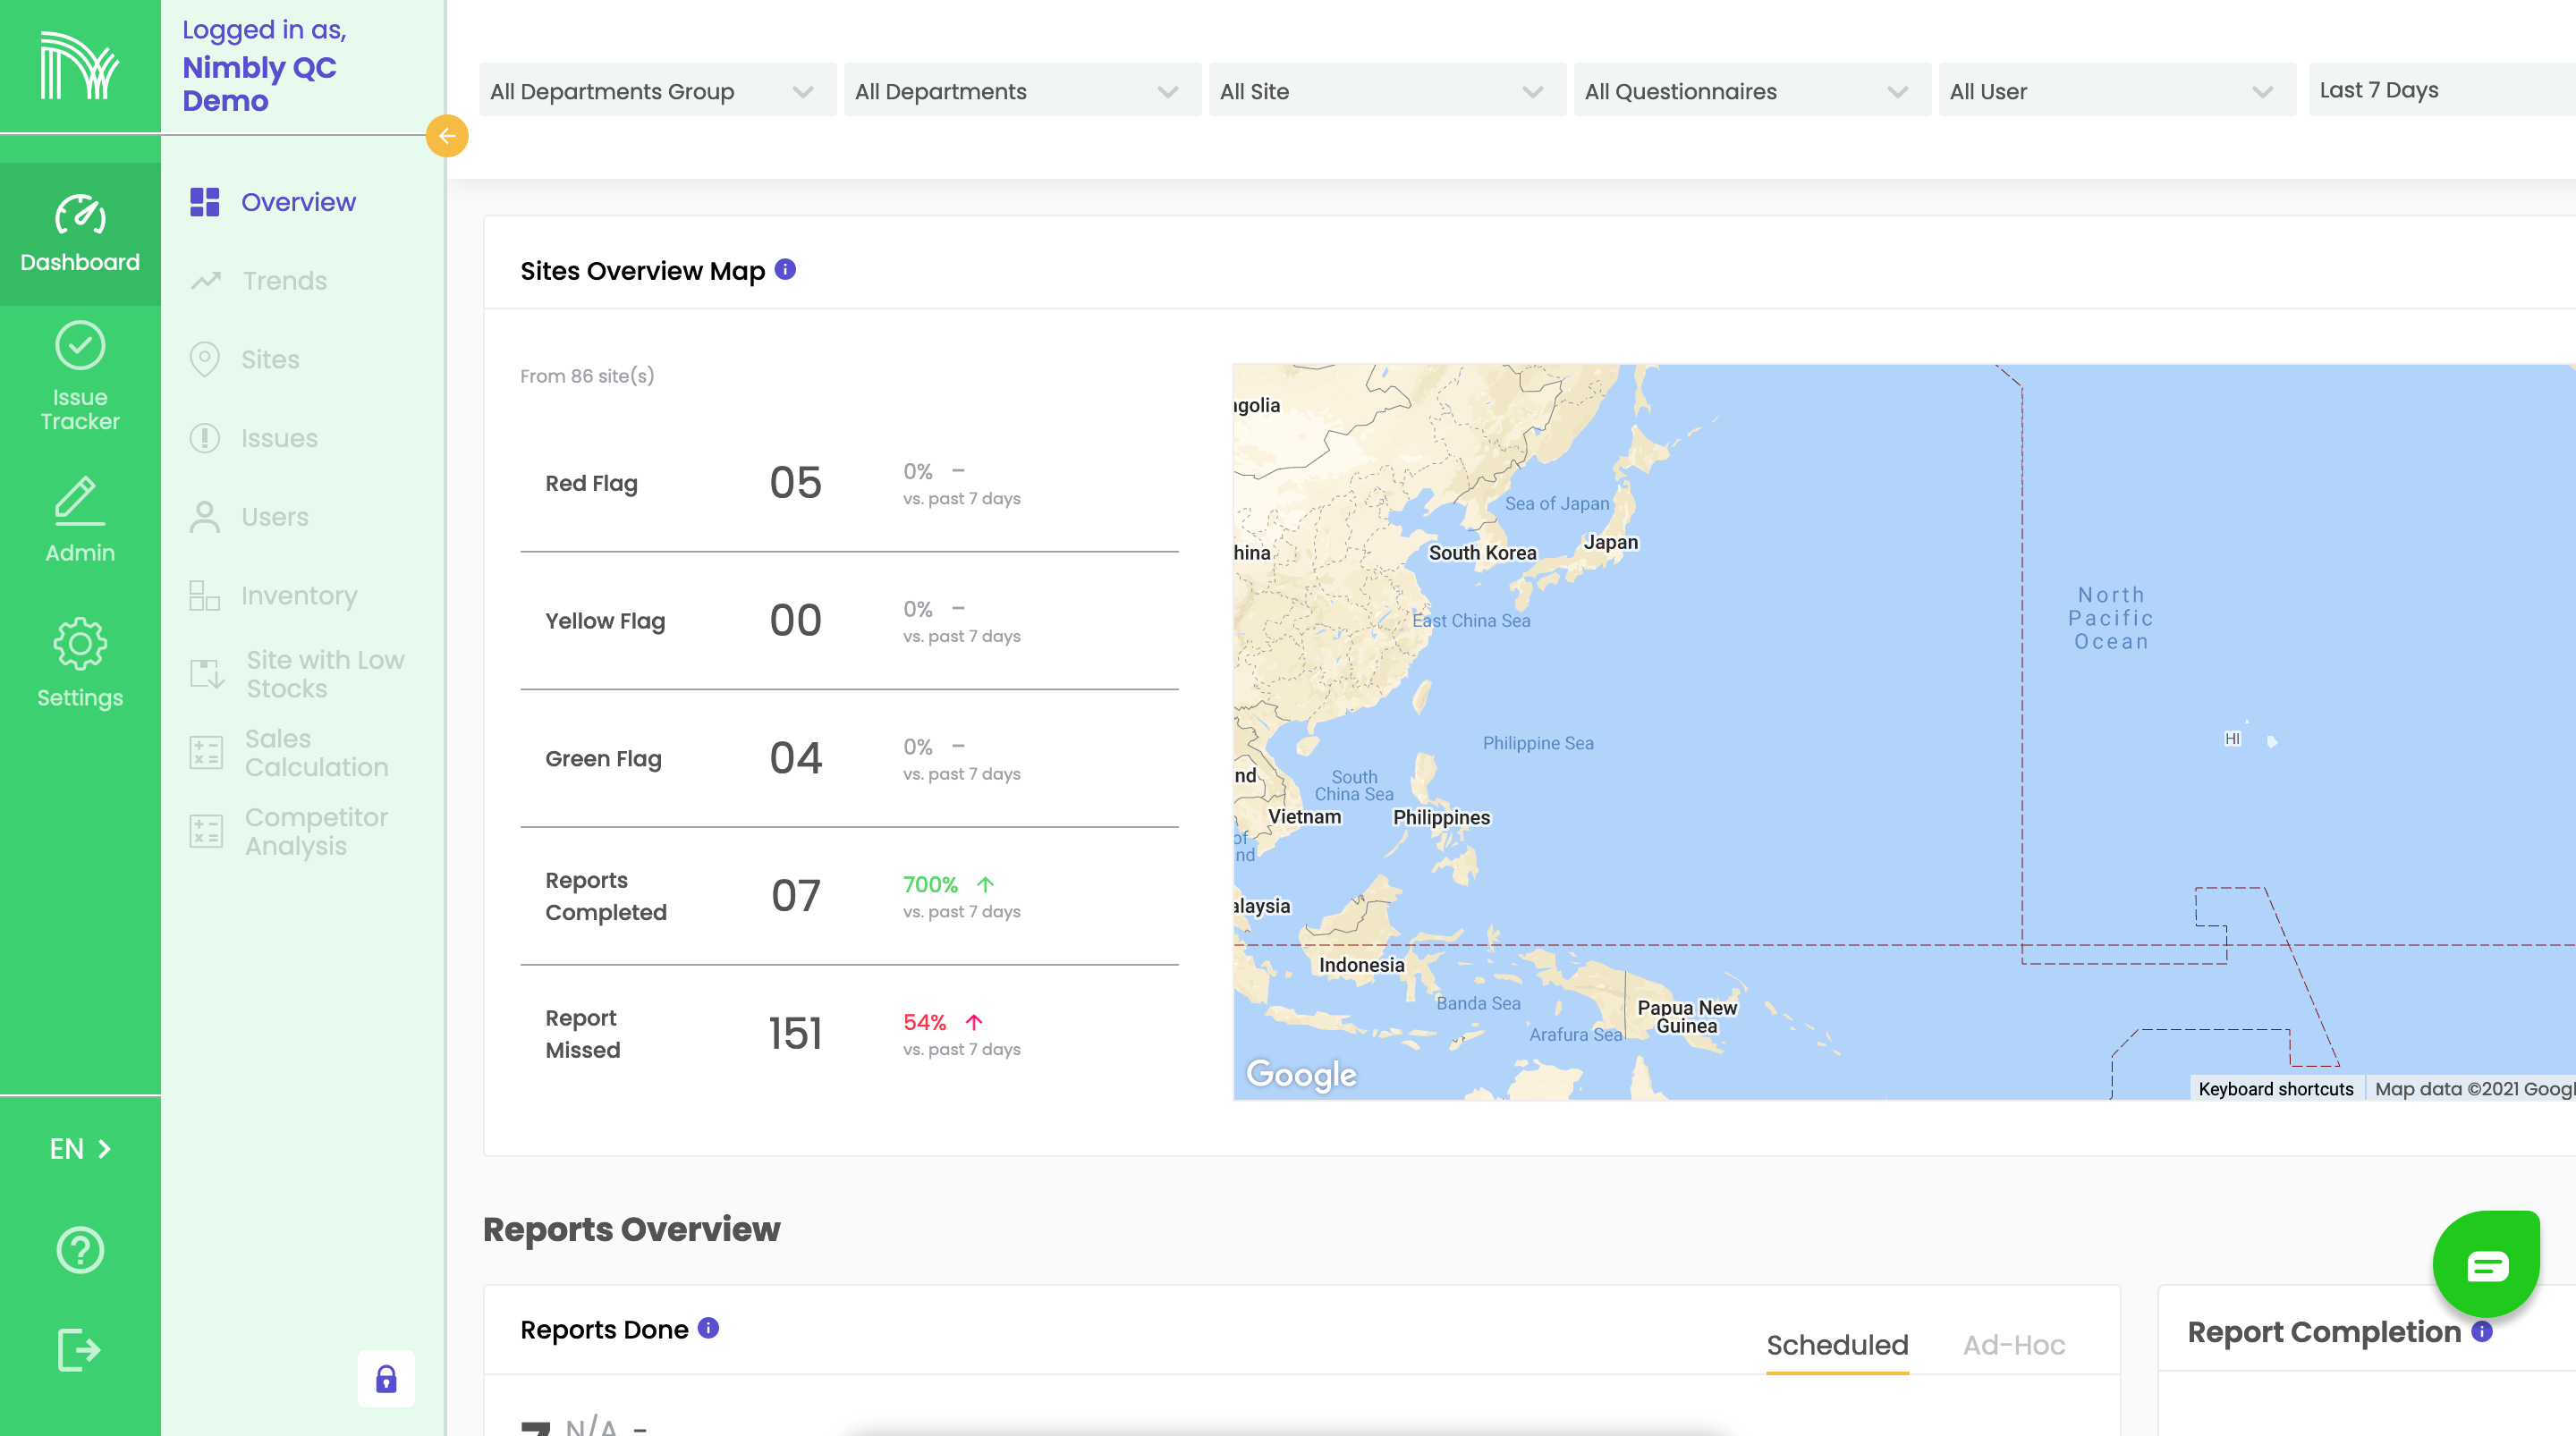 Logged in as,
Nimbly QC
Demo
Dashboard
Issue
Tracker
Admin
Settings
EN
Overview
Trends
Sites
Issues
Users
Inventory
Site with Low
Stocks
Sales
Calculation
Competitor
Analysis
All Departments Group
All Departments
All Site
All Questionnaires
All User
Last 7 Days
Sites Overview Map
From 86 site(s)
Red Flag 05 0% –
vs. past 7 days
Yellow Flag 00 0% –
vs. past 7 days
Green Flag 04 0% –
vs. past 7 days
Reports
Completed
07 700%
vs. past 7 days
Report
Missed
151 54%
vs. past 7 days
ngolia
Sea of Japan
hina
South Korea
Japan
East China Sea
North
Pacific
Ocean
HI
Philippine Sea
nd
South
China Sea
Vietnam
Philippines
of
nd
alaysia
Indonesia
Banda Sea
Papua New
Guinea
Arafura Sea
Google
Keyboard shortcuts
Map data ©2021 Googl
Reports Overview
Reports Done
Scheduled
Ad-Hoc
Report Completion
7 N/A –